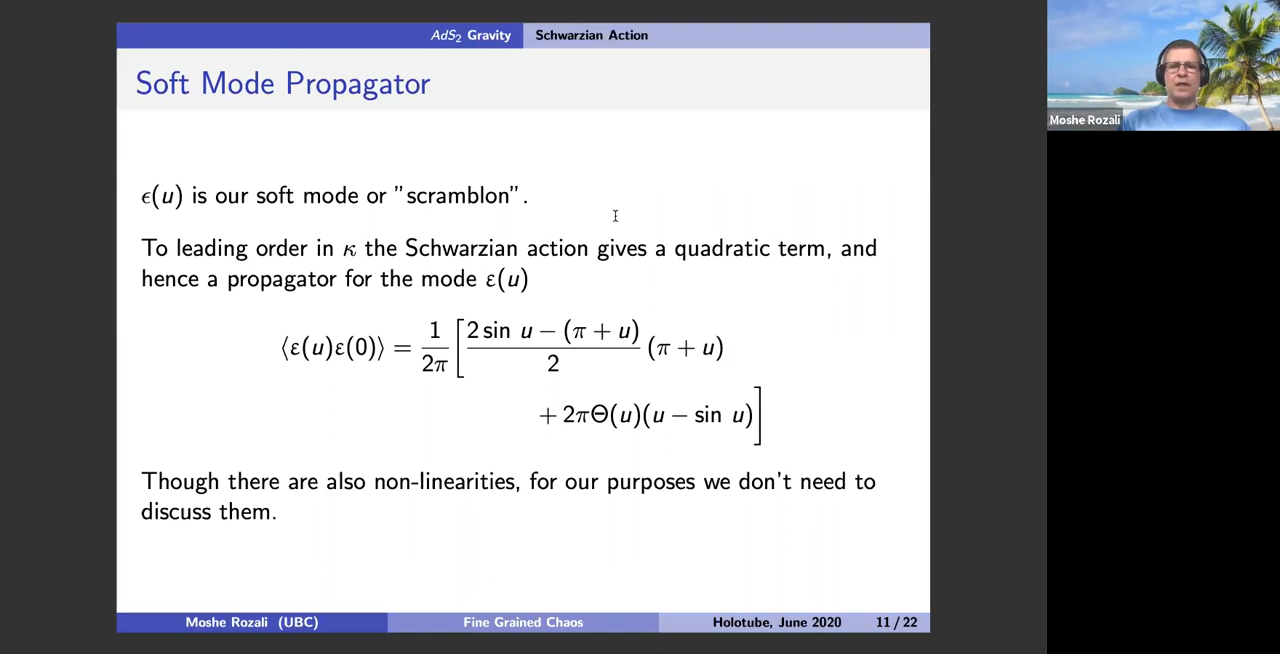 AdS₂ Gravity Schwarzian Action
Soft Mode Propagator
Moshe Rozali
ϵ(u) is our soft mode or ”scramblon”.
To leading order in κ the Schwarzian action gives a quadratic term, and
hence a propagator for the mode ε(u)
⟨ε(u)ε(0)⟩ = 1/2π [ (2 sin u − (π + u))/2 (π + u)
+ 2πΘ(u)(u − sin u) ]
Though there are also non-linearities, for our purposes we don't need to
discuss them.
Moshe Rozali (UBC) Fine Grained Chaos Holotube, June 2020 11 / 22